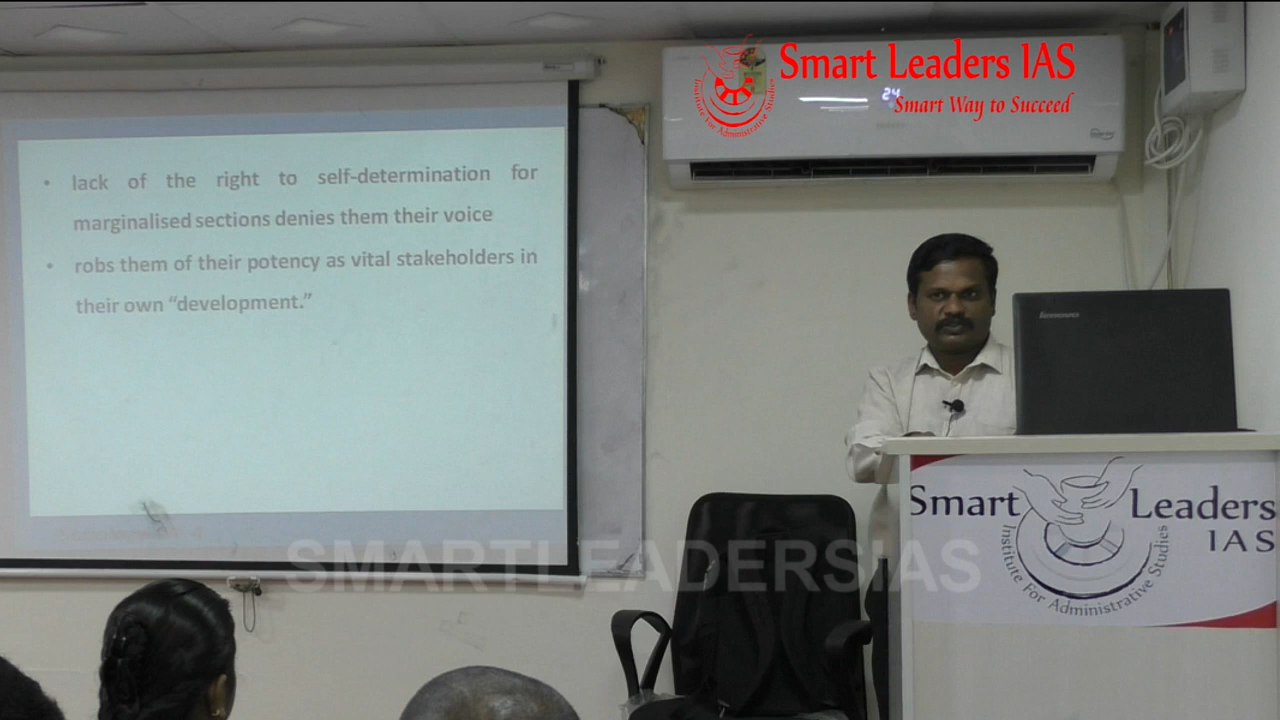 • lack of the right to self-determination for
marginalised sections denies them their voice
• robs them of their potency as vital stakeholders in
their own “development.”
Smart Leaders IAS
Smart Way to Succeed
Institute For Administrative Studies
24
lenovo
Smart Leaders
IAS
Institute For Administrative Studies
SMARTLEADERSIAS